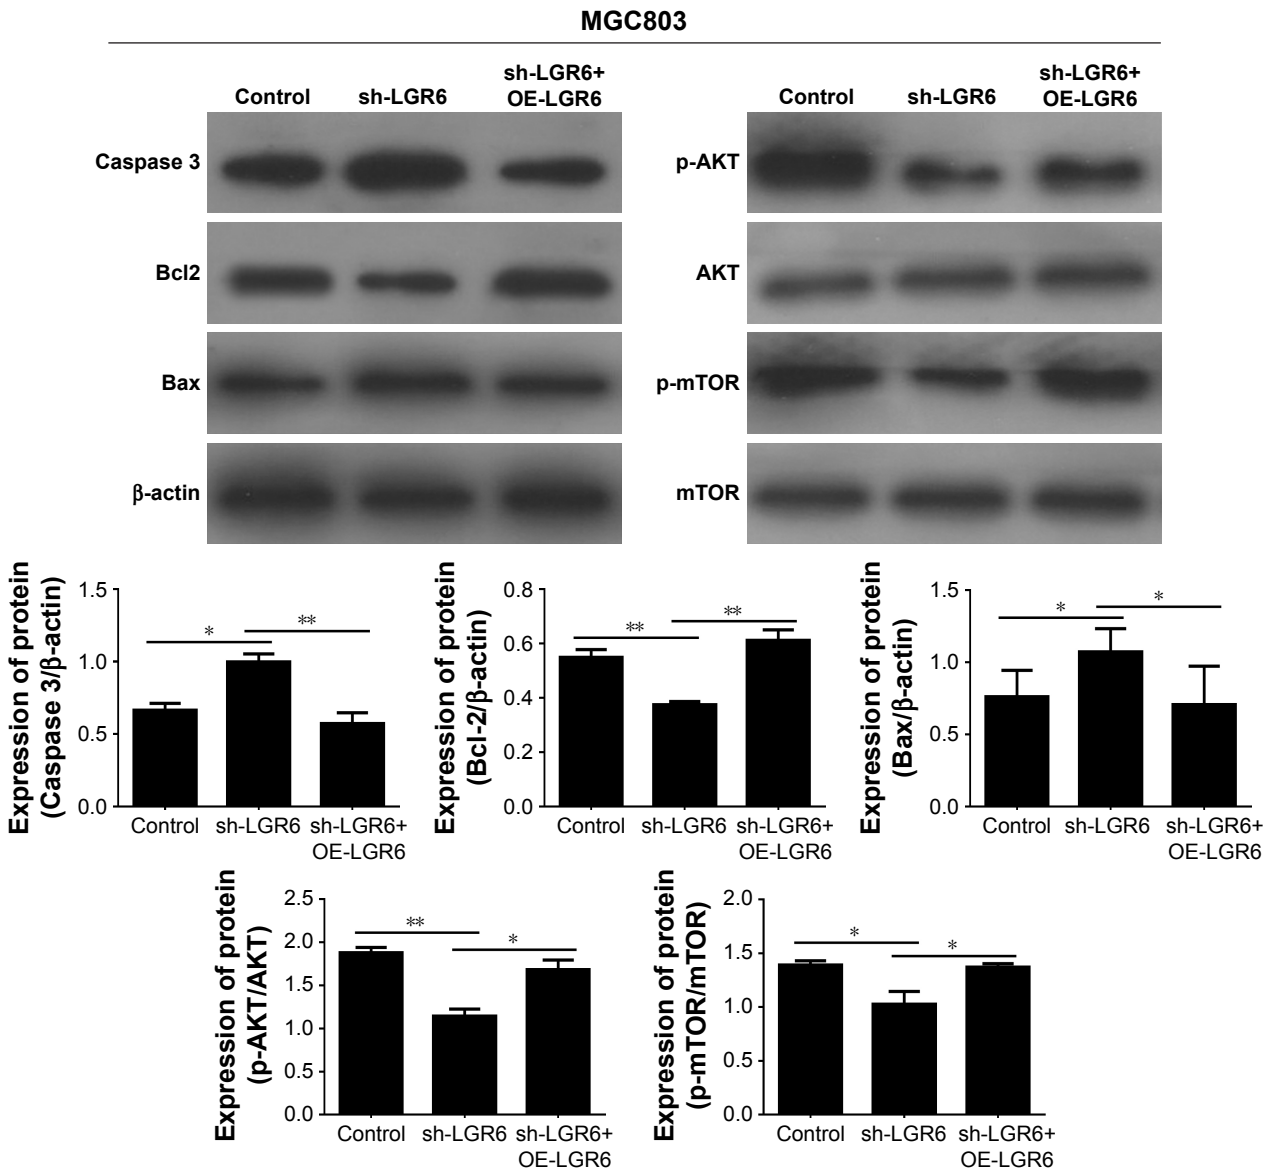 MGC803
Control sh-LGR6 sh-LGR6+
OE-LGR6
Caspase 3
Bcl2
Bax
β-actin
Control sh-LGR6 sh-LGR6+
OE-LGR6
p-AKT
AKT
p-mTOR
mTOR
Expression of protein
(Caspase 3/β-actin)
1.5
1.0
0.5
0.0
*
**
Control sh-LGR6 sh-LGR6+
OE-LGR6
Expression of protein
(Bcl-2/β-actin)
0.8
0.6
0.4
0.2
0.0
**
**
Control sh-LGR6 sh-LGR6+
OE-LGR6
Expression of protein
(Bax/β-actin)
1.5
1.0
0.5
0.0
*
*
Control sh-LGR6 sh-LGR6+
OE-LGR6
Expression of protein
(p-AKT/AKT)
2.5
2.0
1.5
1.0
0.5
0.0
**
*
Control sh-LGR6 sh-LGR6+
OE-LGR6
Expression of protein
(p-mTOR/mTOR)
2.0
1.5
1.0
0.5
0.0
*
*
Control sh-LGR6 sh-LGR6+
OE-LGR6